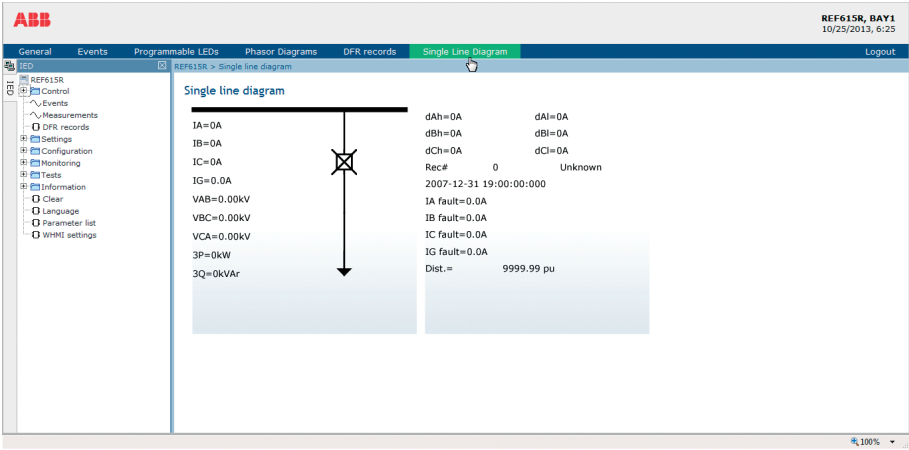 ABB
REF615R, BAY1
10/25/2013, 6:25
General Events Programmable LEDs Phasor Diagrams DFR records Single Line Diagram Logout
IED
REF615R > Single line diagram
IED
REF615R
Control
Events
Measurements
DFR records
Settings
Configuration
Monitoring
Tests
Information
Clear
Language
Parameter list
WHMI settings
Single line diagram
IA=0A
IB=0A
IC=0A
IG=0.0A
VAB=0.00kV
VBC=0.00kV
VCA=0.00kV
3P=0kW
3Q=0kVAr
dAh=0A dAl=0A
dBh=0A dBl=0A
dCh=0A dCl=0A
Rec# 0 Unknown
2007-12-31 19:00:00:000
IA fault=0.0A
IB fault=0.0A
IC fault=0.0A
IG fault=0.0A
Dist.= 9999.99 pu
100%